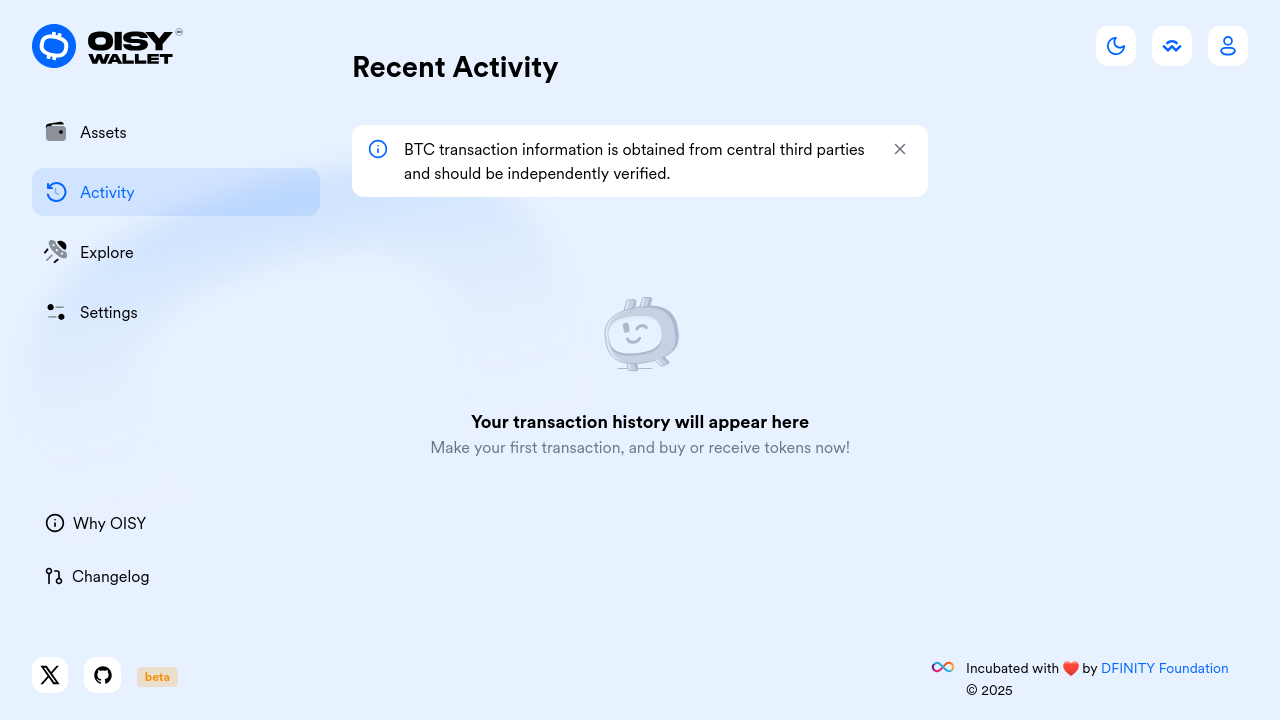 OISY
WALLET
Recent Activity
BTC transaction information is obtained from central third parties
and should be independently verified.
Assets
Activity
Explore
Settings
Your transaction history will appear here
Make your first transaction, and buy or receive tokens now!
Why OISY
Changelog
beta
Incubated with ❤️ by DFINITY Foundation
© 2025